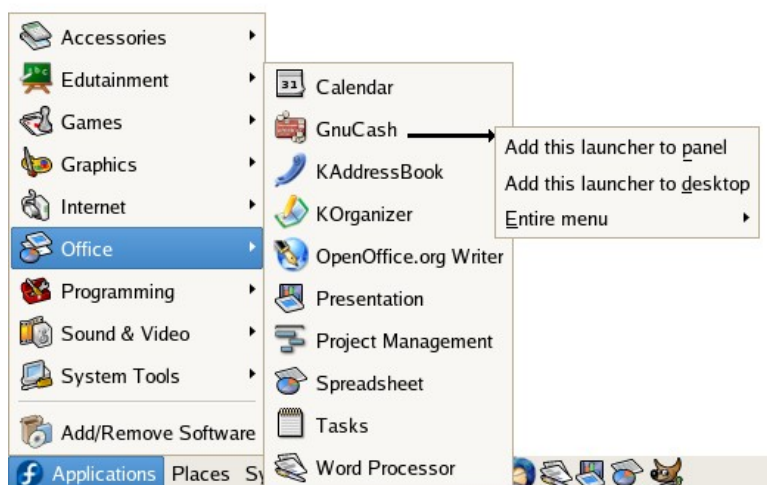 Accessories
Edutainment
Games
Graphics
Internet
Office
Programming
Sound & Video
System Tools
Add/Remove Software
Applications Places Sy
31 Calendar
GnuCash
KAddressBook
KOrganizer
OpenOffice.org Writer
Presentation
Project Management
Spreadsheet
Tasks
Word Processor
Add this launcher to panel
Add this launcher to desktop
Entire menu